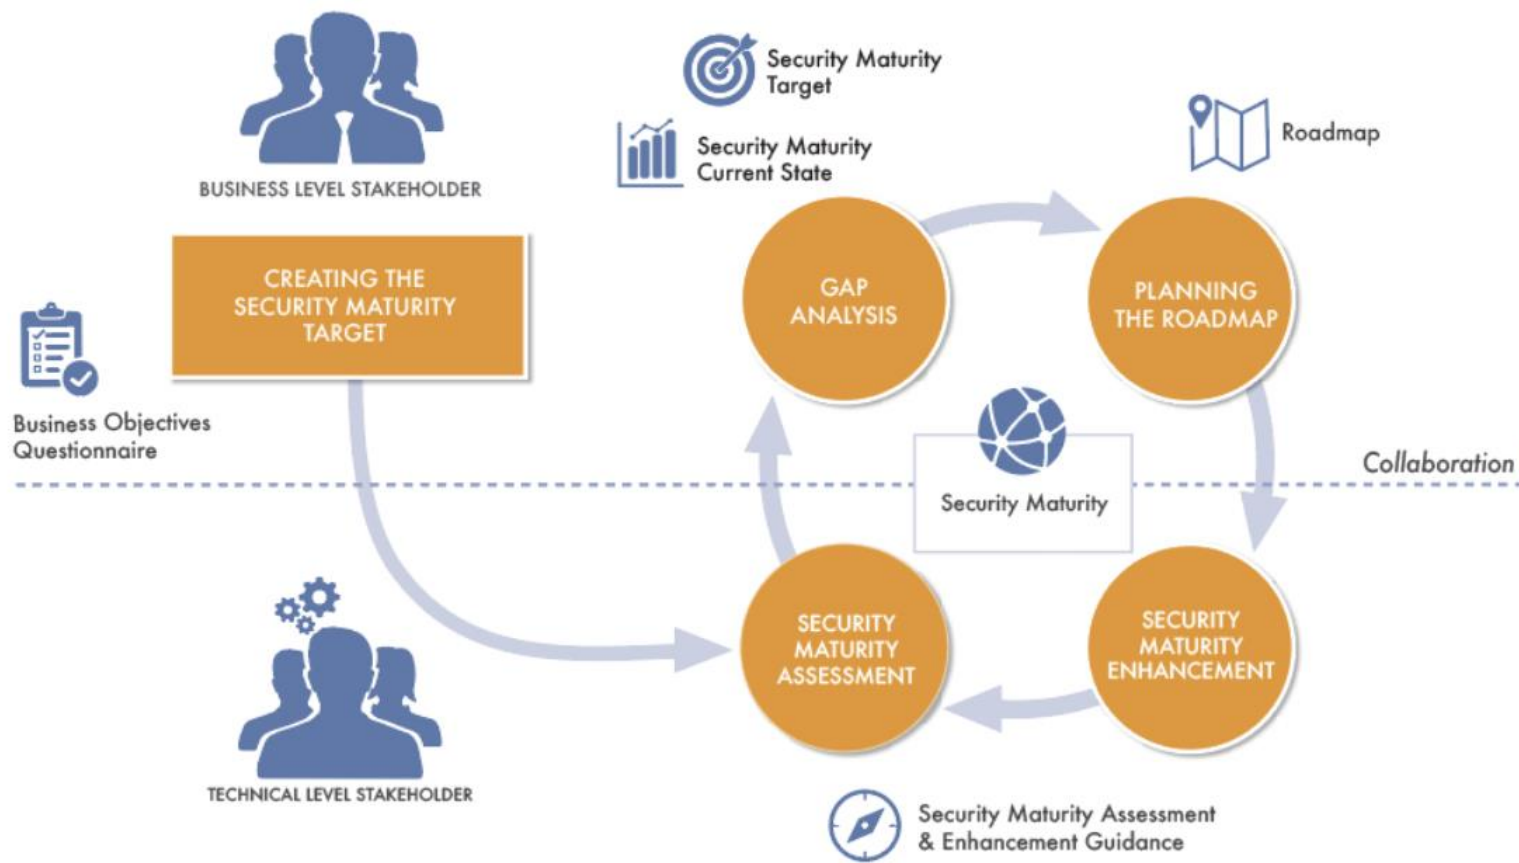 BUSINESS LEVEL STAKEHOLDER
CREATING THE
SECURITY MATURITY
TARGET
Business Objectives
Questionnaire
Security Maturity
Target
Security Maturity
Current State
Roadmap
GAP
ANALYSIS
PLANNING
THE ROADMAP
Collaboration
Security Maturity
SECURITY
MATURITY
ASSESSMENT
SECURITY
MATURITY
ENHANCEMENT
TECHNICAL LEVEL STAKEHOLDER
Security Maturity Assessment
& Enhancement Guidance